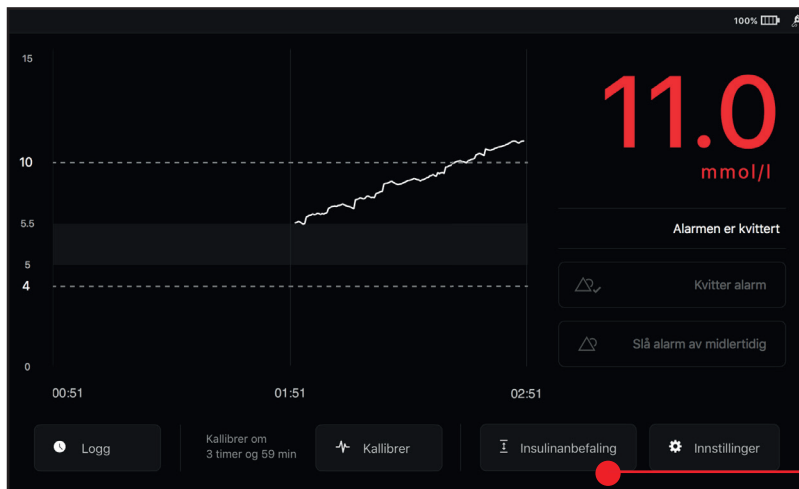 100%
15
10
5.5
5
4
0
00:51
01:51
02:51
11.0
mmol/l
Alarmen er kvittert
Kvitter alarm
Slå alarm av midlertidig
Logg
Kallibrer om
3 timer og 59 min
Kallibrer
Insulinanbefaling
Innstillinger